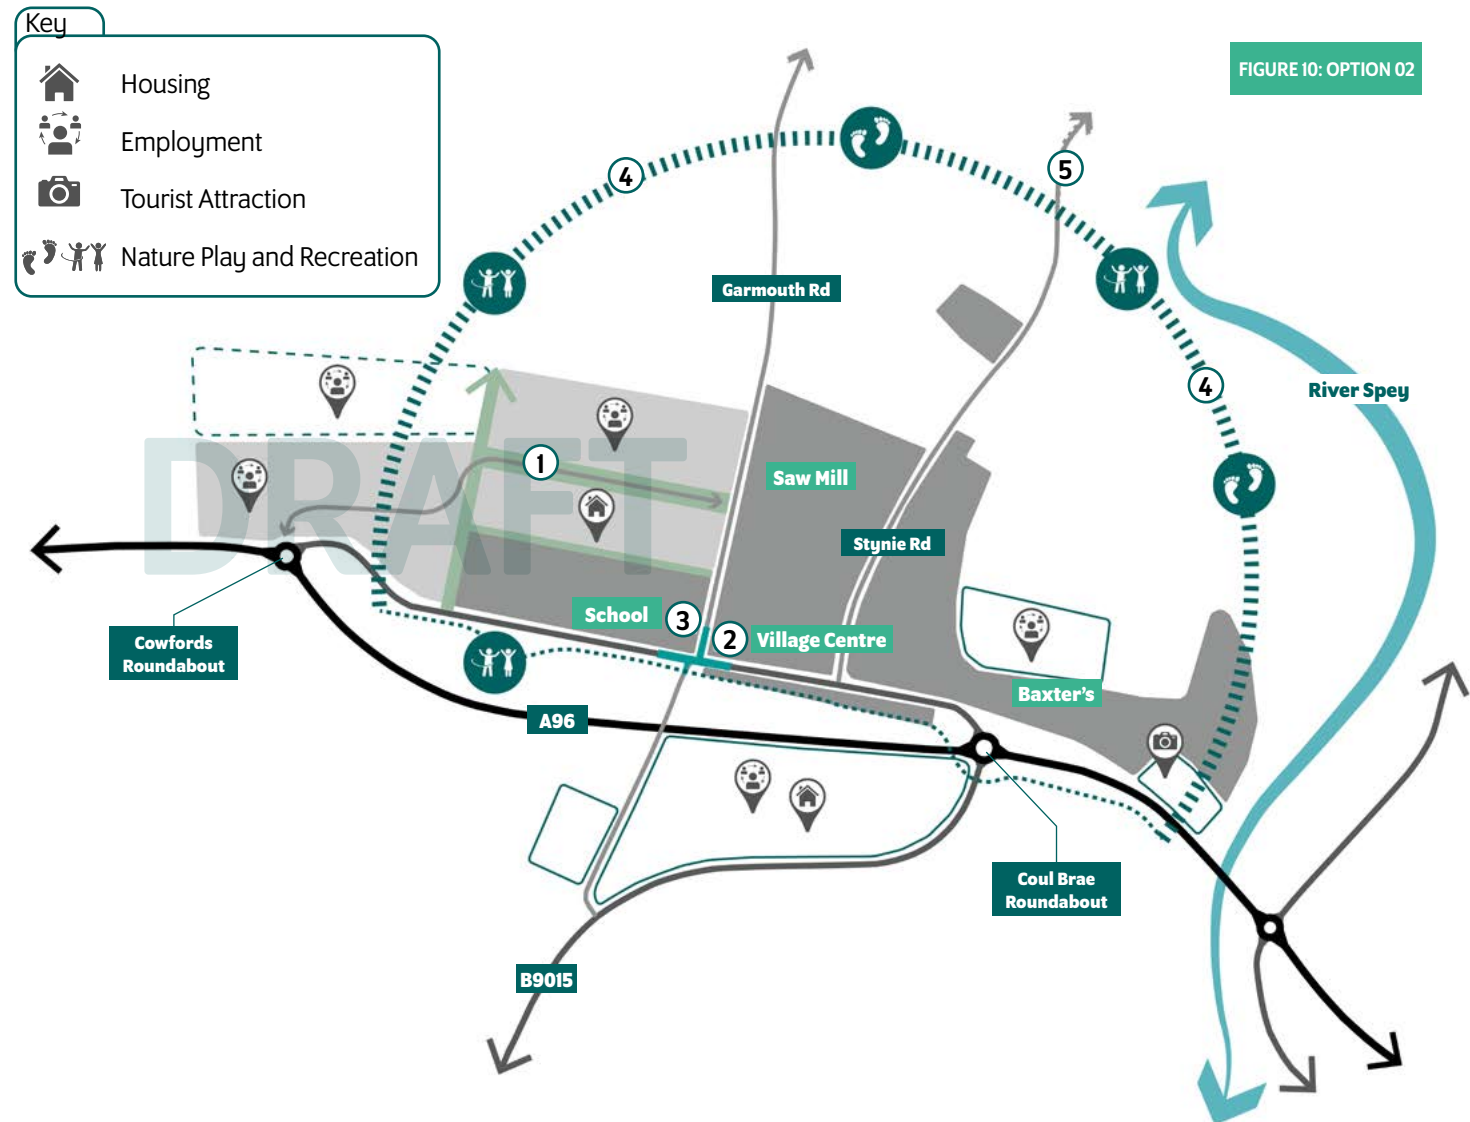 Key
Housing
Employment
Tourist Attraction
Nature Play and Recreation
FIGURE 10: OPTION 02
4
5
Garmouth Rd
4
River Spey
DRAFT
1
Saw Mill
Stynie Rd
School
3
2
Village Centre
Cowfords
Roundabout
Baxter's
A96
Coul Brae
Roundabout
B9015